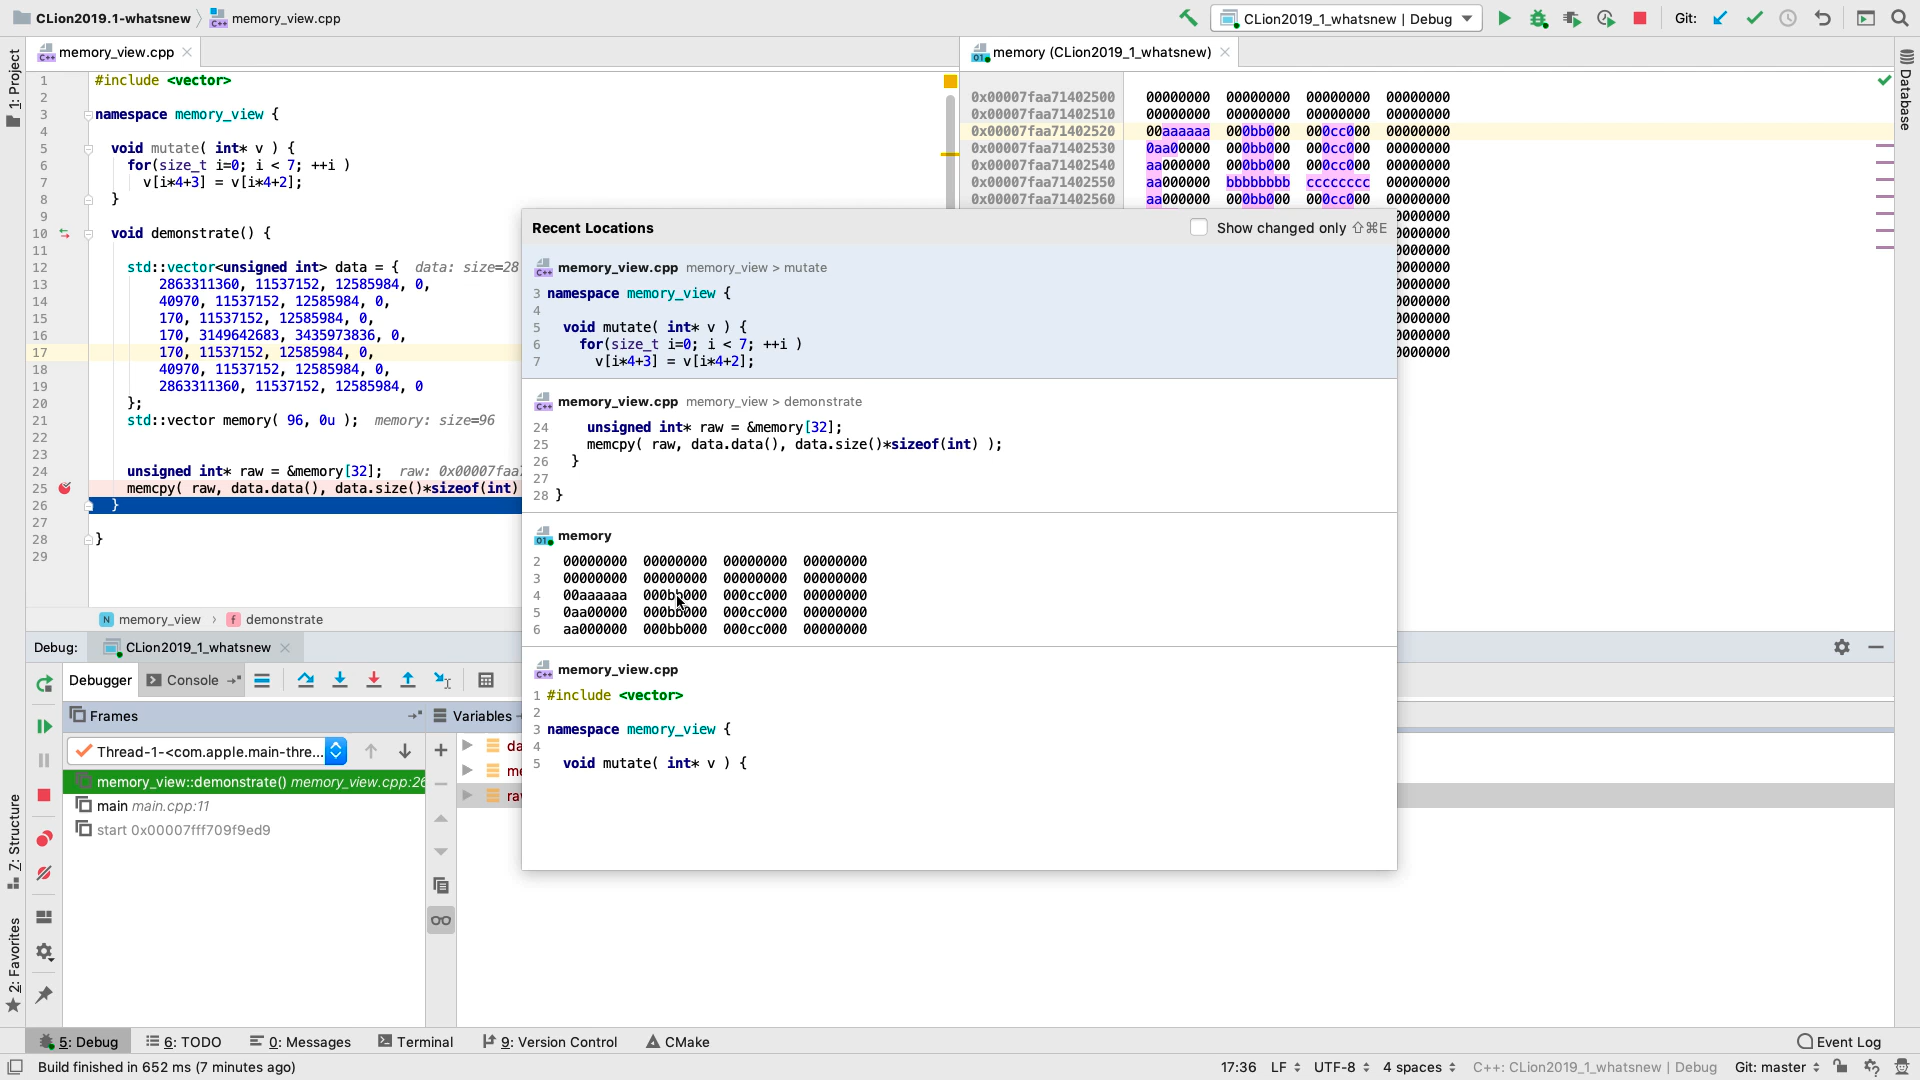 CLion2019.1-whatsnew memory_view.cpp
CLion2019_1_whatsnew | Debug Git:
1: Project
memory_view.cpp
1 #include <vector>
2
3 namespace memory_view {
4
5 void mutate( int* v ) {
6 for(size_t i=0; i < 7; ++i )
7 v[i*4+3] = v[i*4+2];
8 }
9
10 void demonstrate() {
11
12 std::vector<unsigned int> data = { data: size=28
13 2863311360, 11537152, 12585984, 0,
14 40970, 11537152, 12585984, 0,
15 170, 11537152, 12585984, 0,
16 170, 3149642683, 3435973836, 0,
17 170, 11537152, 12585984, 0,
18 40970, 11537152, 12585984, 0,
19 2863311360, 11537152, 12585984, 0
20 };
21 std::vector memory( 96, 0u ); memory: size=96
22
23
24 unsigned int* raw = &memory[32]; raw: 0x00007faa
25 memcpy( raw, data.data(), data.size()*sizeof(int)
26 }
27
28 }
29
memory_view demonstrate
memory (CLion2019_1_whatsnew)
0x00007faa71402500 00000000 00000000 00000000 00000000
0x00007faa71402510 00000000 00000000 00000000 00000000
0x00007faa71402520 00aaaaaa 000bb000 000cc000 00000000
0x00007faa71402530 0aa00000 000bb000 000cc000 00000000
0x00007faa71402540 aa000000 000bb000 000cc000 00000000
0x00007faa71402550 aa000000 bbbbbbbb cccccccc 00000000
0x00007faa71402560 aa000000 000bb000 000cc000 00000000
0000000
0000000
0000000
0000000
0000000
0000000
0000000
0000000
0000000
Database
Recent Locations Show changed only ⇧⌘E
memory_view.cpp memory_view > mutate
3 namespace memory_view {
4
5 void mutate( int* v ) {
6 for(size_t i=0; i < 7; ++i )
7 v[i*4+3] = v[i*4+2];
memory_view.cpp memory_view > demonstrate
24 unsigned int* raw = &memory[32];
25 memcpy( raw, data.data(), data.size()*sizeof(int) );
26 }
27
28 }
memory
2 00000000 00000000 00000000 00000000
3 00000000 00000000 00000000 00000000
4 00aaaaaa 000bb000 000cc000 00000000
5 0aa00000 000bb000 000cc000 00000000
6 aa000000 000bb000 000cc000 00000000
memory_view.cpp
1 #include <vector>
2
3 namespace memory_view {
4
5 void mutate( int* v ) {
Debug: CLion2019_1_whatsnew
Debugger Console
Frames Variables
Thread-1-<com.apple.main-thre...
memory_view::demonstrate() memory_view.cpp:26
main main.cpp:11
start 0x00007fff709f9ed9
da
me
raw
Z: Structure
2: Favorites
5: Debug 6: TODO 0: Messages Terminal 9: Version Control CMake Event Log
Build finished in 652 ms (7 minutes ago) 17:36 LF UTF-8 4 spaces C++: CLion2019_1_whatsnew | Debug Git: master